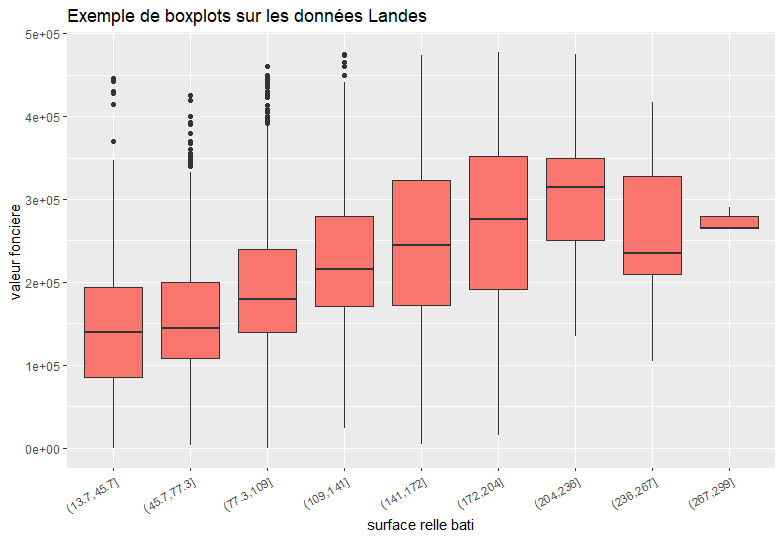 Exemple de boxplots sur les données Landes
5e+05
4e+05
3e+05
2e+05
1e+05
0e+00
valeur fonciere
(13.7,45.7]
(45.7,77.3]
(77.3,109]
(109,141]
(141,172]
(172,204]
(204,236]
(236,267]
(267,299]
surface relle bati